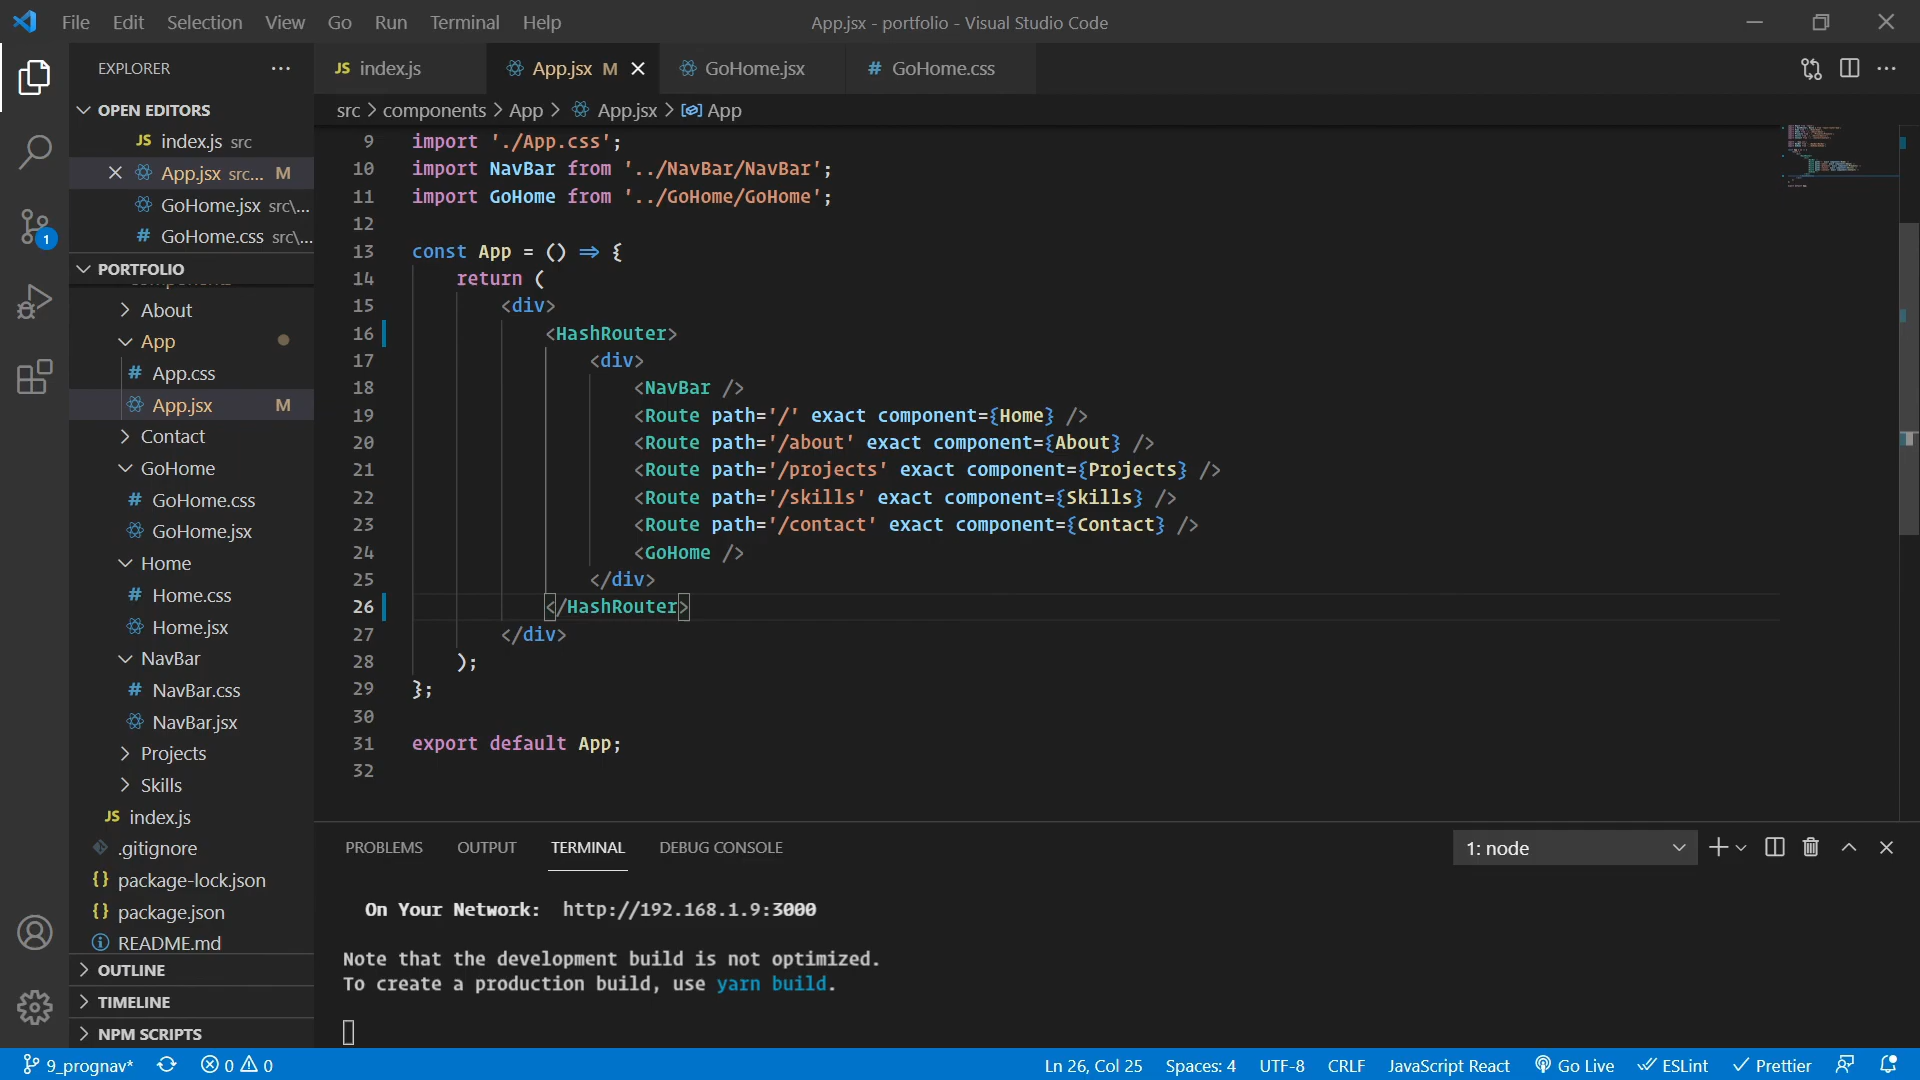 File Edit Selection View Go Run Terminal Help
App.jsx - portfolio - Visual Studio Code
EXPLORER
OPEN EDITORS
JS index.js src
App.jsx src... M
GoHome.jsx src\...
# GoHome.css src\...
PORTFOLIO
About
App
# App.css
App.jsx M
Contact
GoHome
# GoHome.css
GoHome.jsx
Home
# Home.css
Home.jsx
NavBar
# NavBar.css
NavBar.jsx
Projects
Skills
JS index.js
.gitignore
{} package-lock.json
{} package.json
README.md
OUTLINE
TIMELINE
NPM SCRIPTS
1
JS index.js
App.jsx M
GoHome.jsx
# GoHome.css
src > components > App > App.jsx > App
9 import './App.css';
10 import NavBar from '../NavBar/NavBar';
11 import GoHome from '../GoHome/GoHome';
12
13 const App = () => {
14 return (
15 <div>
16 <HashRouter>
17 <div>
18 <NavBar />
19 <Route path='/' exact component={Home} />
20 <Route path='/about' exact component={About} />
21 <Route path='/projects' exact component={Projects} />
22 <Route path='/skills' exact component={Skills} />
23 <Route path='/contact' exact component={Contact} />
24 <GoHome />
25 </div>
26 </HashRouter>
27 </div>
28 );
29 };
30
31 export default App;
32
PROBLEMS OUTPUT TERMINAL DEBUG CONSOLE
1: node
On Your Network: http://192.168.1.9:3000
Note that the development build is not optimized.
To create a production build, use yarn build.
9_prognav* 0 0
Ln 26, Col 25 Spaces: 4 UTF-8 CRLF JavaScript React Go Live ESLint Prettier